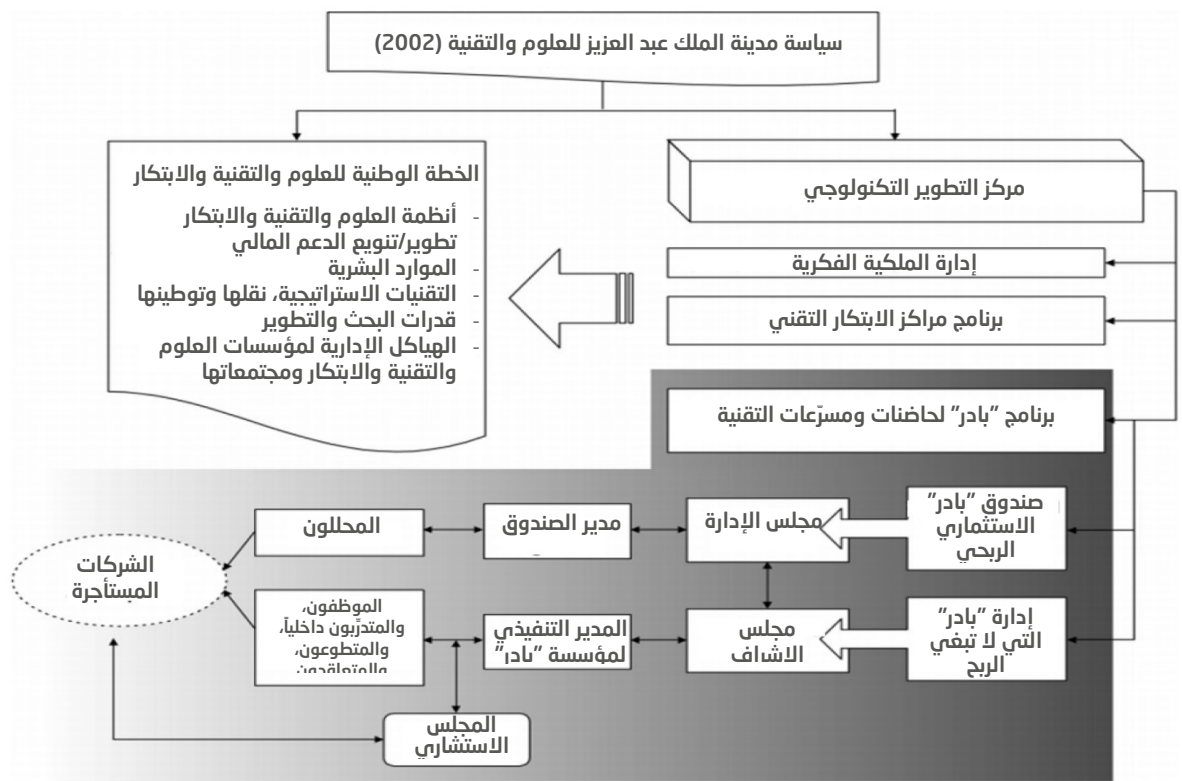 سياسة مدينة الملك عبد العزيز للعلوم والتقنية (2002)
مركز التطوير التكنولوجي
إدارة الملكية الفكرية
برنامج مراكز الابتكار التقني
الخطة الوطنية للعلوم والتقنية والابتكار
- أنظمة العلوم والتقنية والابتكار
تطوير/تنويع الدعم المالي
- الموارد البشرية
- التقنيات الاستراتيجية، نقلها وتوطينها
- قدرات البحث والتطوير
- الهياكل الإدارية لمؤسسات العلوم
والتقنية والابتكار ومجتمعاتها
برنامج "بادر" لحاضنات ومسرّعات التقنية
صندوق "بادر"
الاستثماري
الربحي
مجلس الإدارة
مدير الصندوق
المحللون
الشركات
المستأجرة
إدارة "بادر"
التي لا تبغي
الربح
مجلس
الاشراف
المدير التنفيذي
لمؤسسة "بادر"
الموظفون،
والمتدرّبون داخلياً،
والمتطوعون،
والمتعاقدون
المجلس
الاستشاري